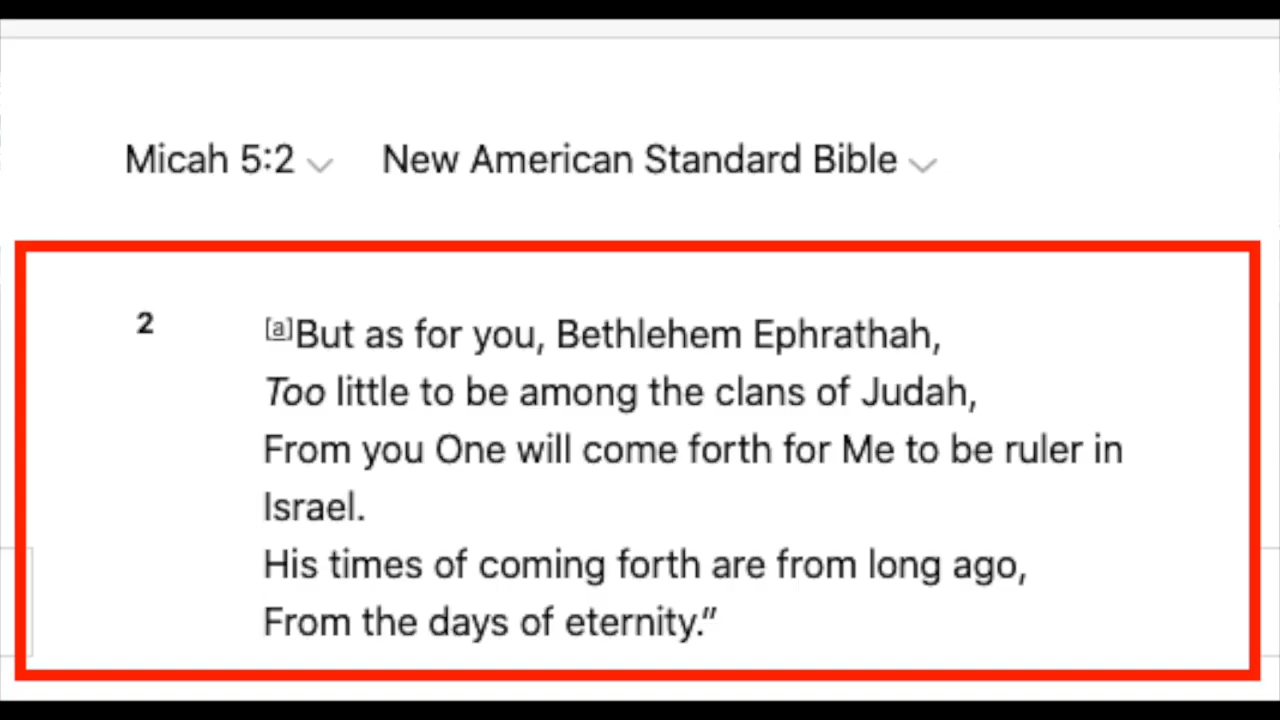 Micah 5:2 New American Standard Bible
2 [a]But as for you, Bethlehem Ephrathah,
Too little to be among the clans of Judah,
From you One will come forth for Me to be ruler in
Israel.
His times of coming forth are from long ago,
From the days of eternity.”